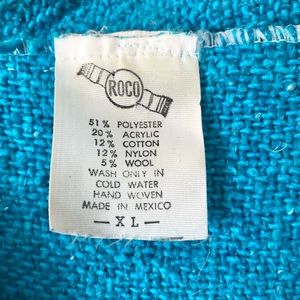 ROCO
51% POLYESTER
20% ACRYLIC
12% COTTON
12% NYLON
5% WOOL
WASH ONLY IN
COLD WATER
HAND WOVEN
MADE IN MEXICO
— XL —